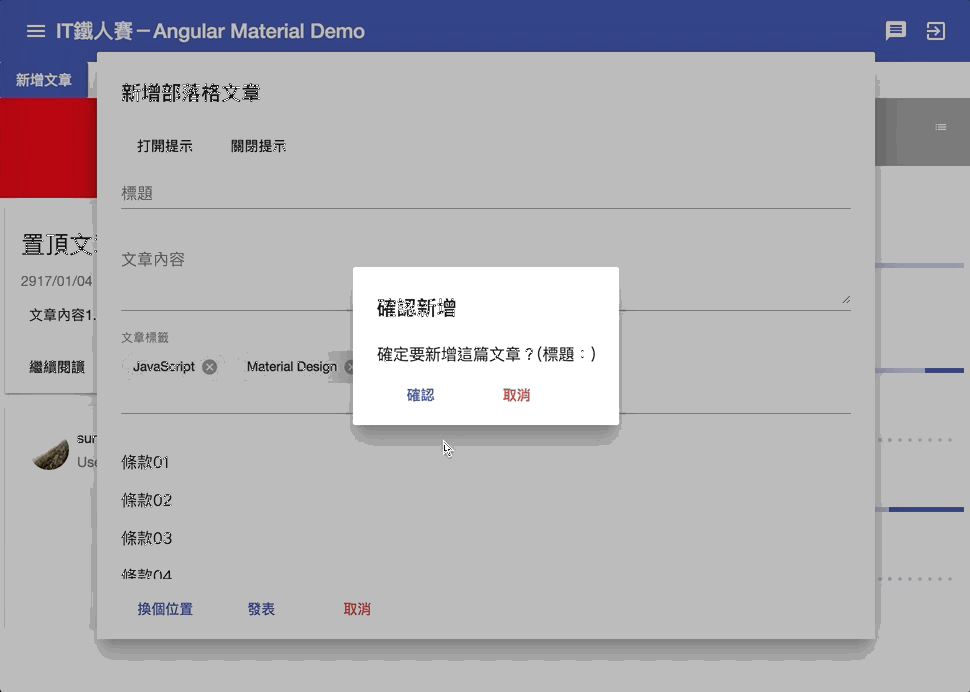 IT鐵人賽－Angular Material Demo
新增文章
新增部落格文章
打開提示 關閉提示
標題
置頂文
2917/01/04
文章內容
文章內容1.
確認新增
確定要新增這篇文章？(標題：)
確認 取消
文章標籤
繼續閱讀
JavaScript Material Design
條款01
條款02
條款03
條款04
換個位置 發表 取消